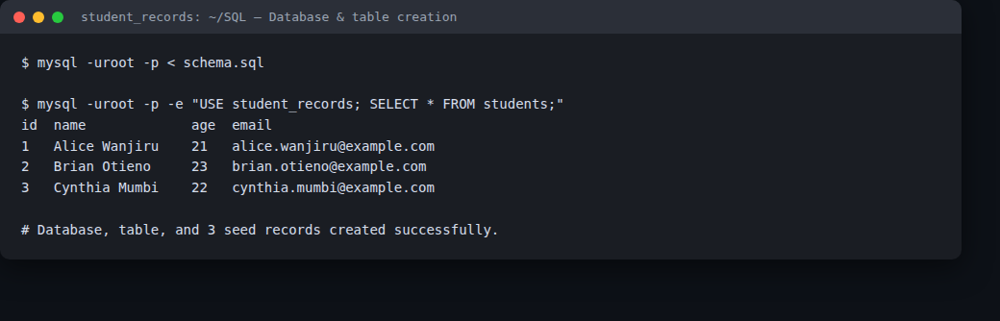 student_records: ~/SQL — Database & table creation
$ mysql -uroot -p < schema.sql
$ mysql -uroot -p -e "USE student_records; SELECT * FROM students;"
id  name             age  email
1   Alice Wanjiru    21   alice.wanjiru@example.com
2   Brian Otieno     23   brian.otieno@example.com
3   Cynthia Mumbi    22   cynthia.mumbi@example.com
# Database, table, and 3 seed records created successfully.